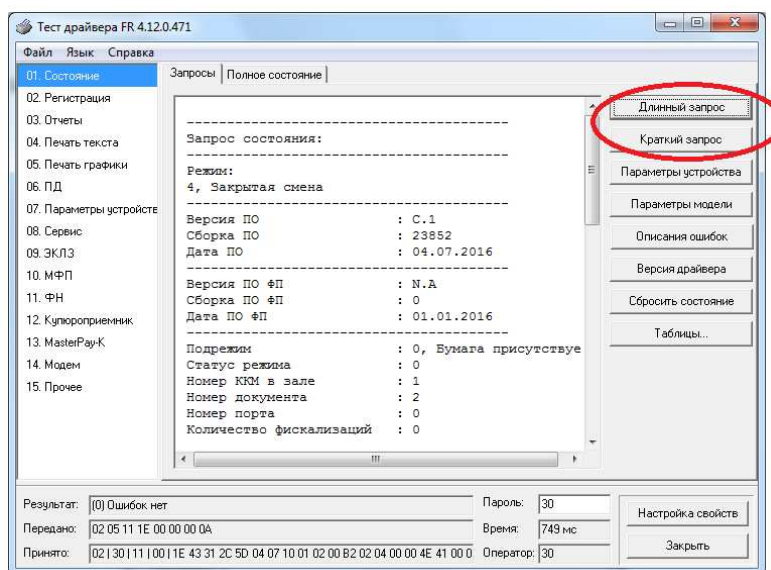 Тест драйвера FR 4.12.0.471
Файл Язык Справка
01. Состояние
02. Регистрация
03. Отчеты
04. Печать текста
05. Печать графики
06. ПД
07. Параметры устройств
08. Сервис
09. ЭКЛЗ
10. МФП
11. ФН
12. Купюроприемник
13. MasterPay-K
14. Модем
15. Прочее
Запросы Полное состояние
----------------------------------------
Запрос состояния:
----------------------------------------
Режим:
4, Закрытая смена
----------------------------------------
Версия ПО : C.1
Сборка ПО : 23852
Дата ПО : 04.07.2016
----------------------------------------
Версия ПО ФП : N.A
Сборка ПО ФП : 0
Дата ПО ФП : 01.01.2016
----------------------------------------
Подрежим : 0, Бумага присутствуе
Статус режима : 0
Номер ККМ в зале : 1
Номер документа : 2
Номер порта : 0
Количество фискализаций : 0
Длинный запрос
Краткий запрос
Параметры устройства
Параметры модели
Описания ошибок
Версия драйвера
Сбросить состояние
Таблицы...
Результат: (0) Ошибок нет
Передано: 02 05 11 1E 00 00 00 0A
Принято: 02 | 30 | 11 | 00 | 1E 43 31 2C 5D 04 07 10 01 02 00 B2 02 04 00 00 4E 41 00 0
Пароль: 30
Время: 749 мс
Оператор: 30
Настройка свойств
Закрыть